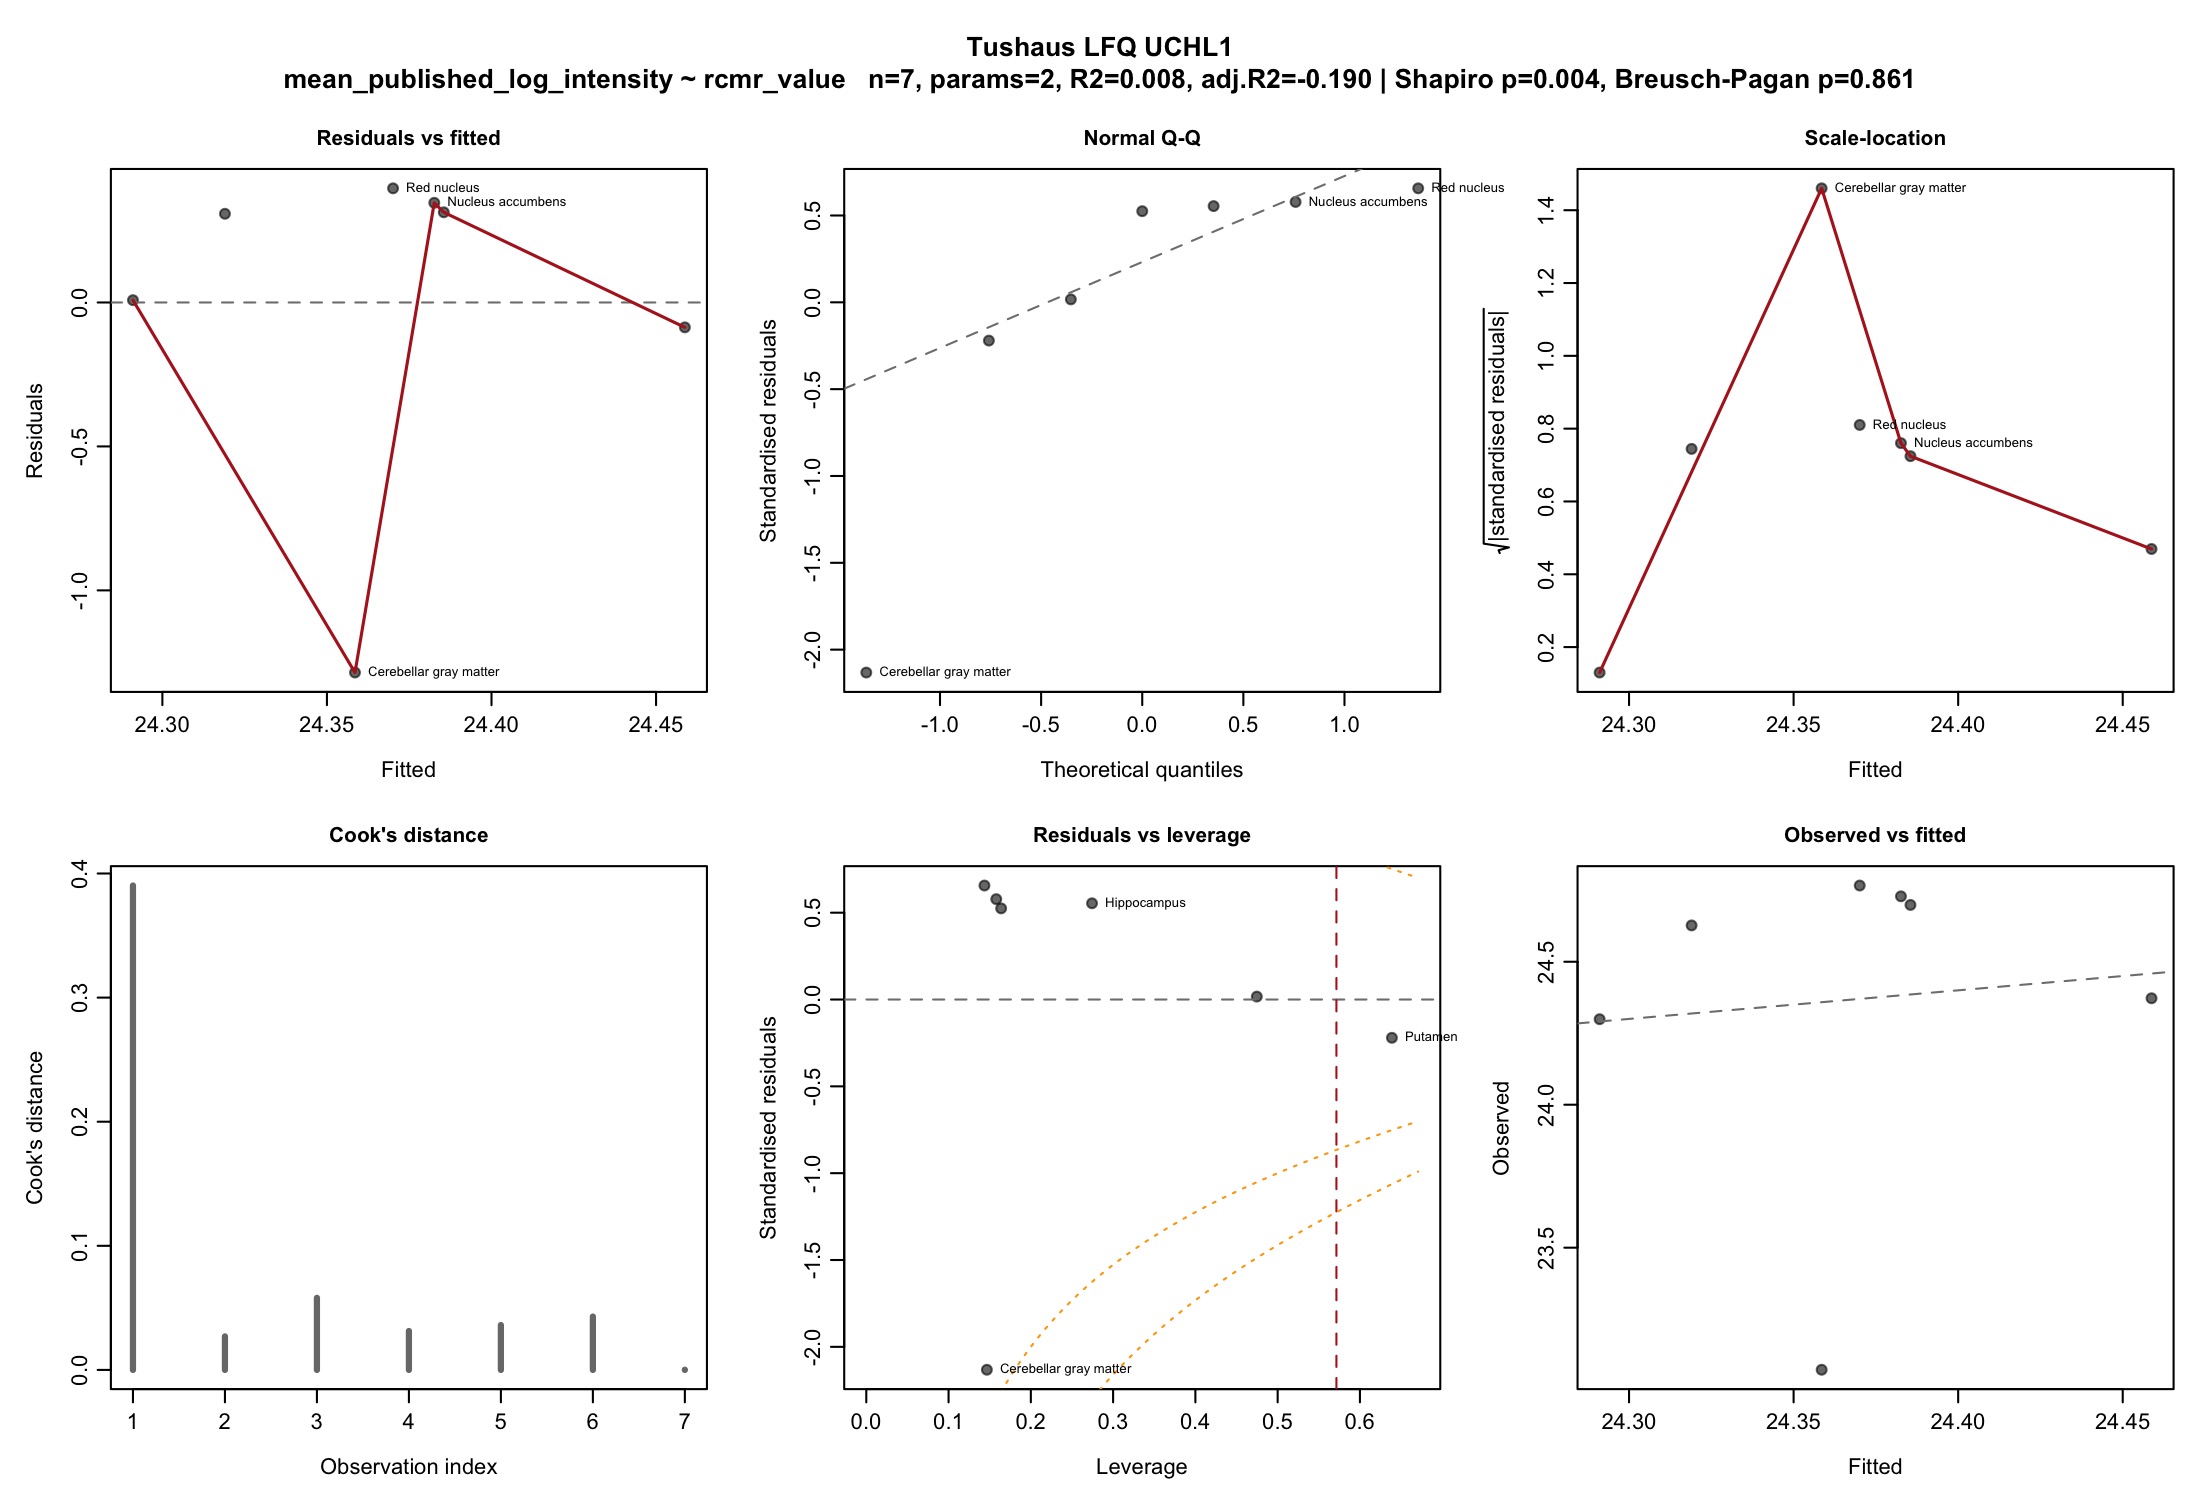 Tushaus LFQ UCHL1
mean_published_log_intensity ~ rcmr_value   n=7, params=2, R2=0.008, adj.R2=-0.190 | Shapiro p=0.004, Breusch-Pagan p=0.861
Residuals vs fitted
Residuals
0.0
-0.5
-1.0
Red nucleus
Nucleus accumbens
Cerebellar gray matter
24.30 24.35 24.40 24.45
Fitted
Normal Q-Q
Standardised residuals
0.5
0.0
-0.5
-1.0
-1.5
-2.0
Red nucleus
Nucleus accumbens
Cerebellar gray matter
-1.0 -0.5 0.0 0.5 1.0
Theoretical quantiles
Scale-location
√|standardised residuals|
1.4
1.2
1.0
0.8
0.6
0.4
0.2
Cerebellar gray matter
Red nucleus
Nucleus accumbens
24.30 24.35 24.40 24.45
Fitted
Cook's distance
Cook's distance
0.4
0.3
0.2
0.1
0.0
1 2 3 4 5 6 7
Observation index
Residuals vs leverage
Standardised residuals
0.5
0.0
-0.5
-1.0
-1.5
-2.0
Hippocampus
Putamen
Cerebellar gray matter
0.0 0.1 0.2 0.3 0.4 0.5 0.6
Leverage
Observed vs fitted
Observed
24.5
24.0
23.5
24.30 24.35 24.40 24.45
Fitted